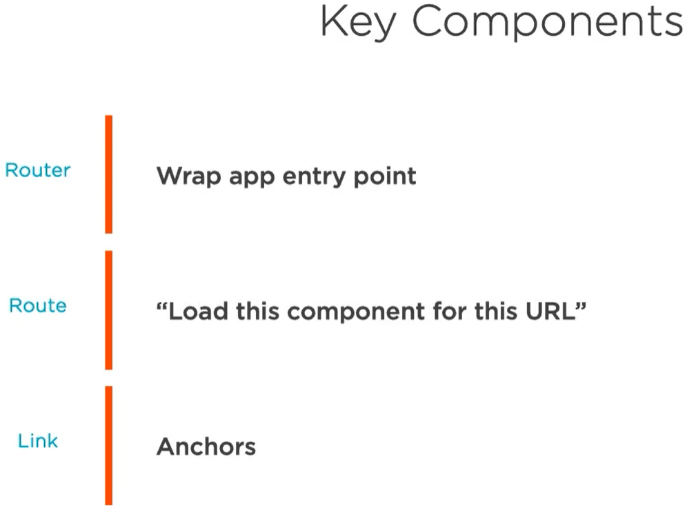 Key Components
Router
Wrap app entry point
Route
“Load this component for this URL”
Link
Anchors